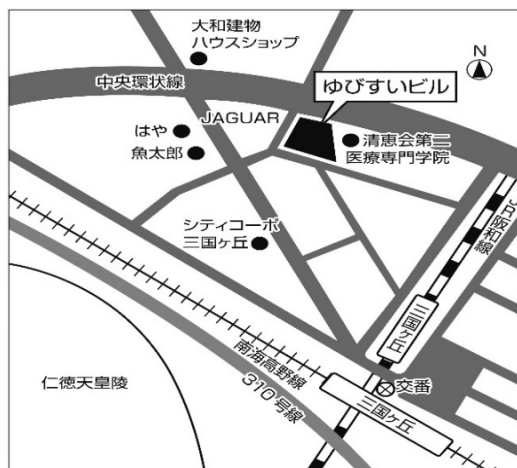 大和建物
ハウスショップ
N
中央環状線
ゆびすいビル
JAGUAR
はや
魚太郎
清恵会第二
医療専門学院
シティコーポ
三国ヶ丘
JR阪和線
三国ヶ丘
南海高野線
310号線
仁徳天皇陵
交番
三国ヶ丘